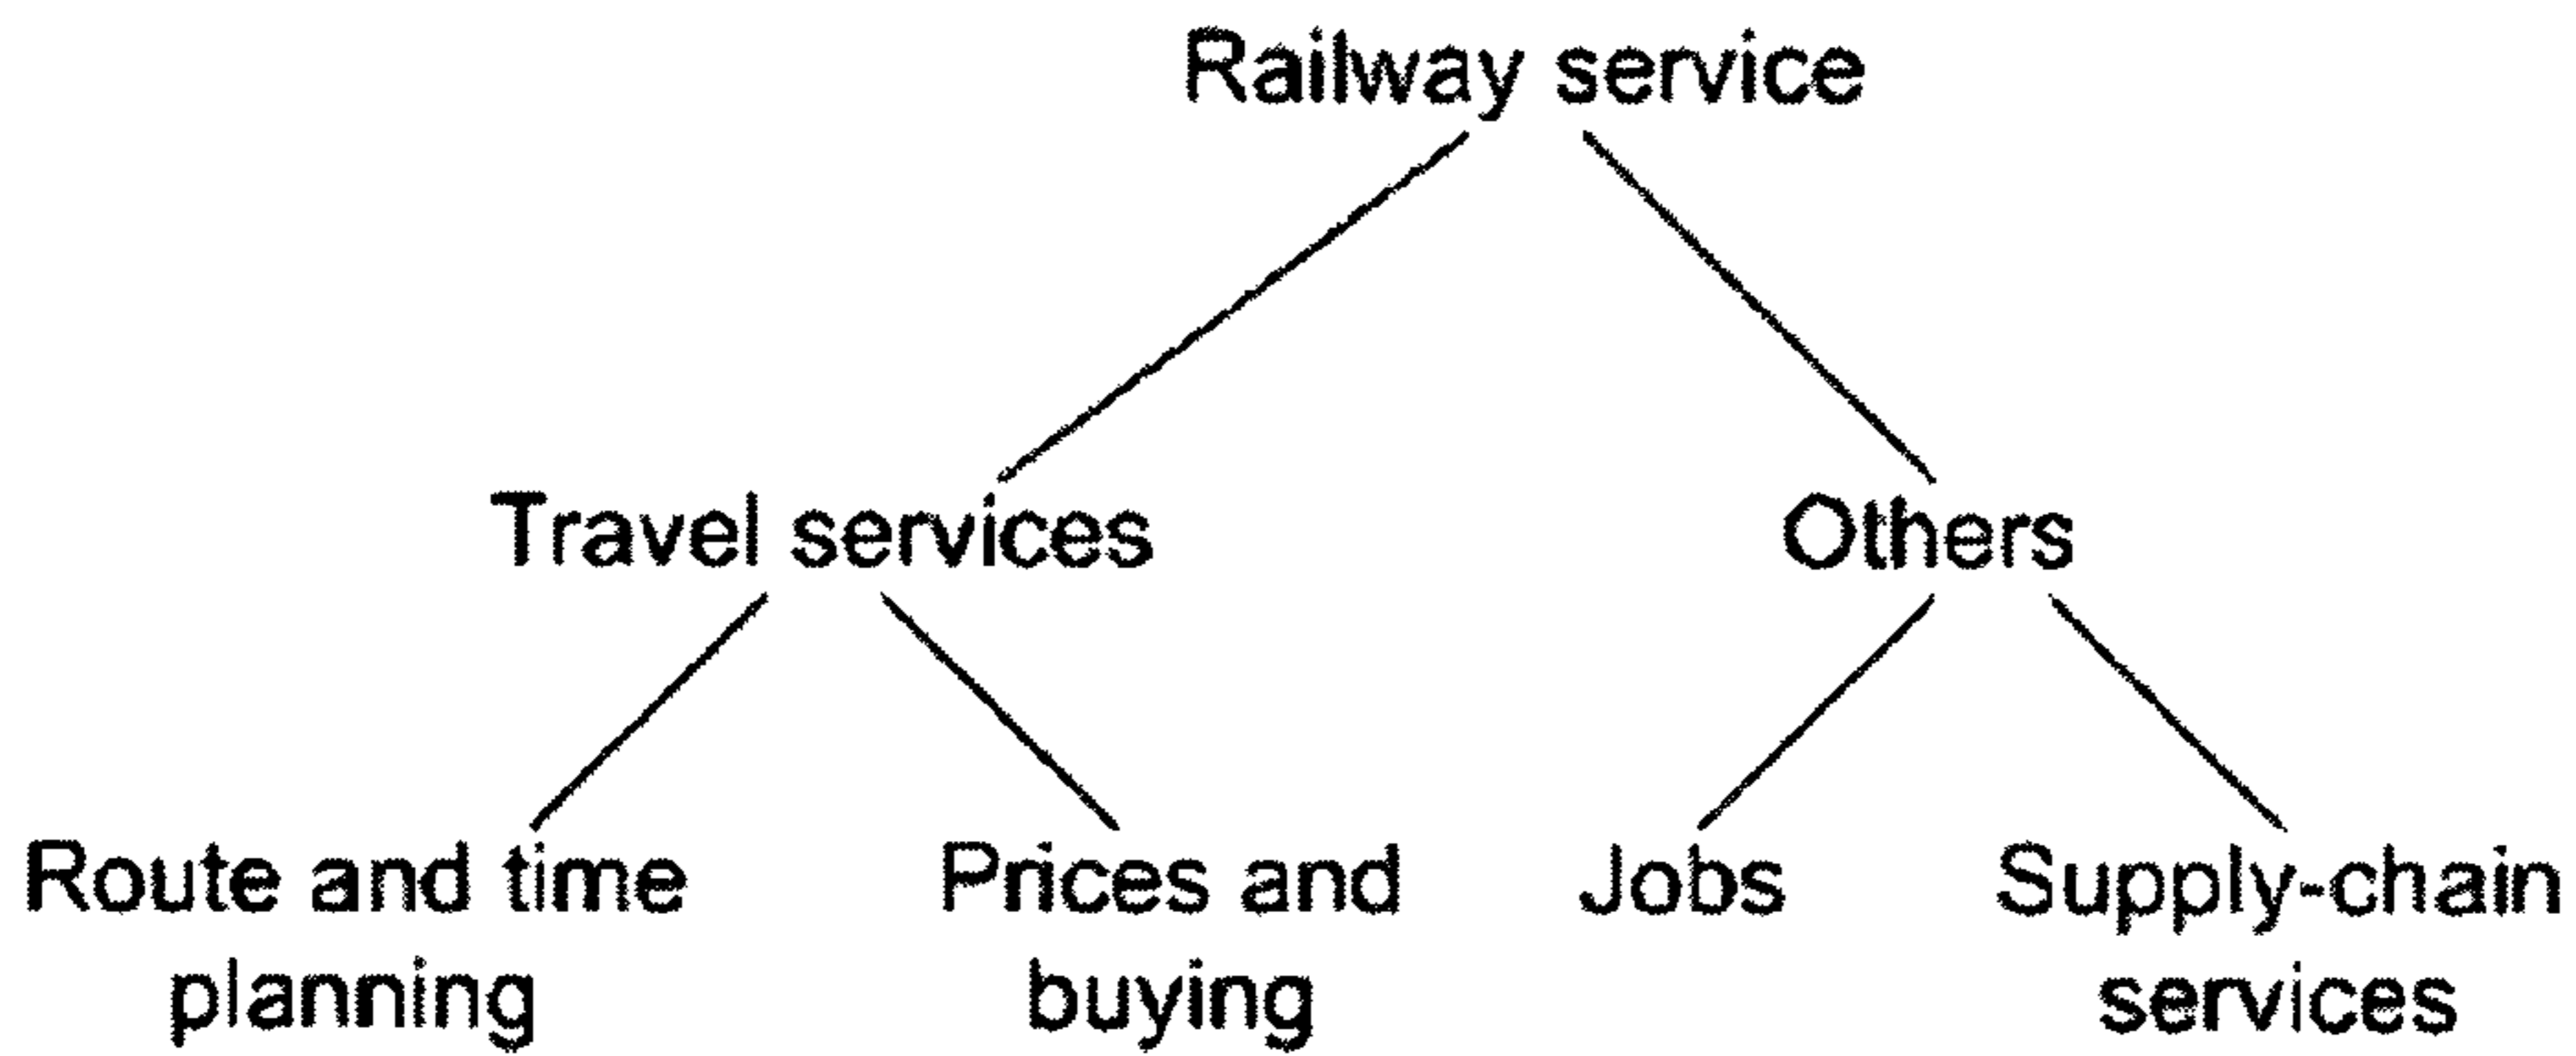 Railway service
Travel services
Others
Route and time
planning
Prices and
buying
Jobs
Supply-chain
services